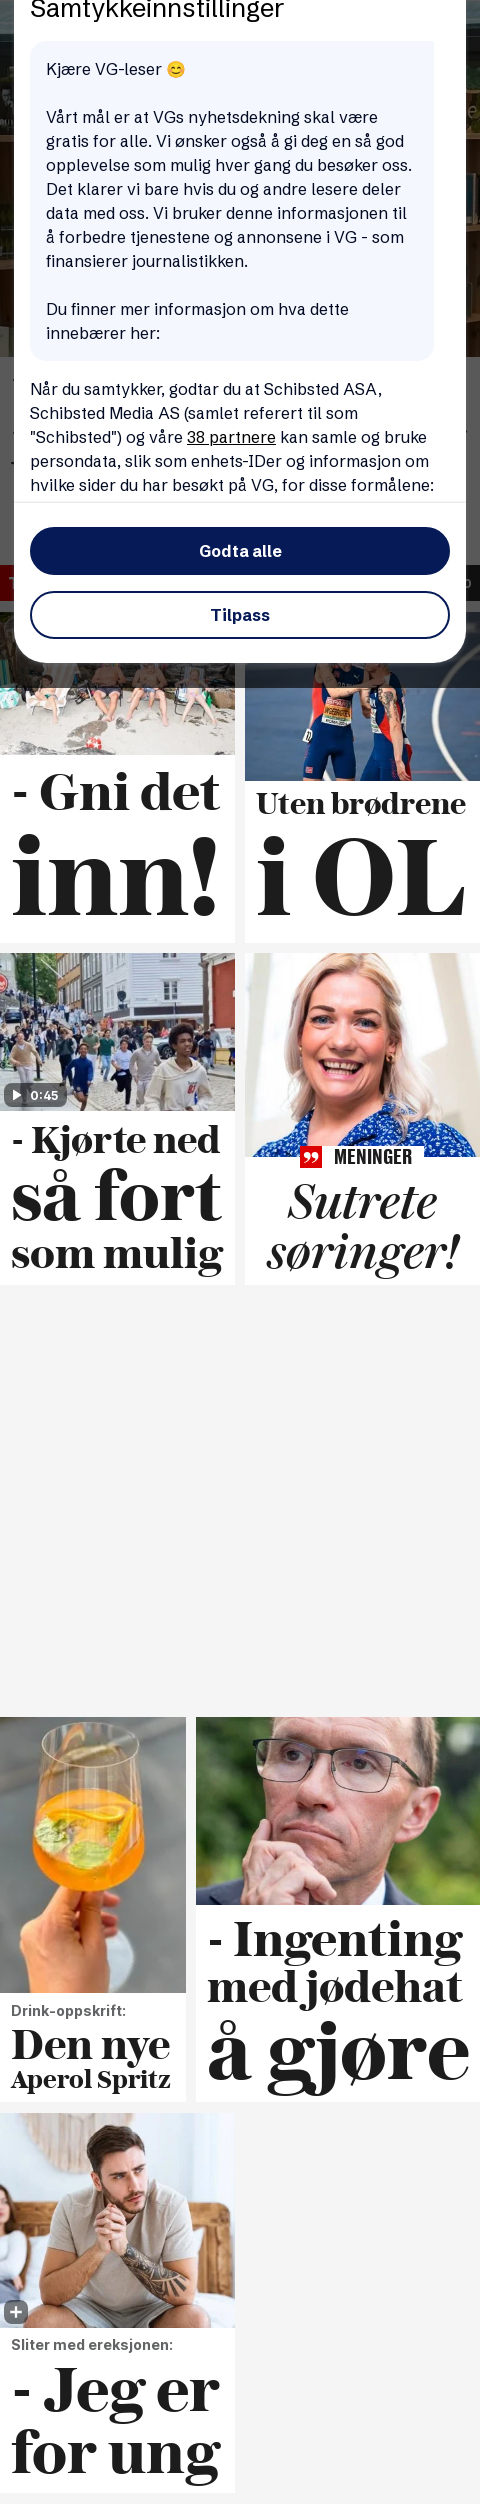 Samtykkeinnstillinger
Kjære VG-leser 😊
Vårt mål er at VGs nyhetsdekning skal være
gratis for alle. Vi ønsker også å gi deg en så god
opplevelse som mulig hver gang du besøker oss.
Det klarer vi bare hvis du og andre lesere deler
data med oss. Vi bruker denne informasjonen til
å forbedre tjenestene og annonsene i VG - som
finansierer journalistikken.
Du finner mer informasjon om hva dette
innebærer her:
Når du samtykker, godtar du at Schibsted ASA,
Schibsted Media AS (samlet referert til som
"Schibsted") og våre 38 partnere kan samle og bruke
persondata, slik som enhets-IDer og informasjon om
hvilke sider du har besøkt på VG, for disse formålene:
Godta alle
Tilpass
- Gni det
inn!
Uten brødrene
i OL
0:45
- Kjørte ned
så fort
som mulig
MENINGER
Sutrete
søringer!
Drink-oppskrift:
Den nye
Aperol Spritz
- Ingenting
med jødehat
å gjøre
Sliter med ereksjonen:
- Jeg er
for ung